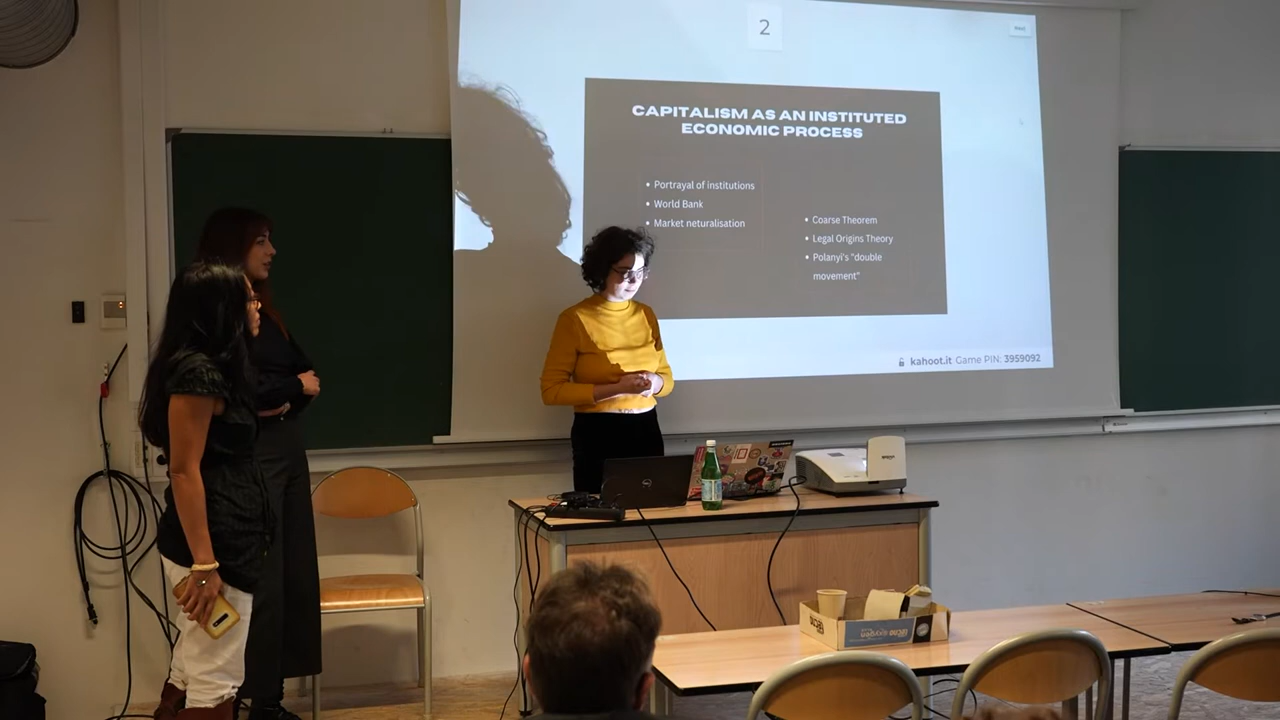 2
CAPITALISM AS AN INSTITUTED
ECONOMIC PROCESS
• Portrayal of institutions
• World Bank
• Market neturalisation
• Coarse Theorem
• Legal Origins Theory
• Polanyi's "double
movement"
kahoot.it Game PIN: 3959092
DELL